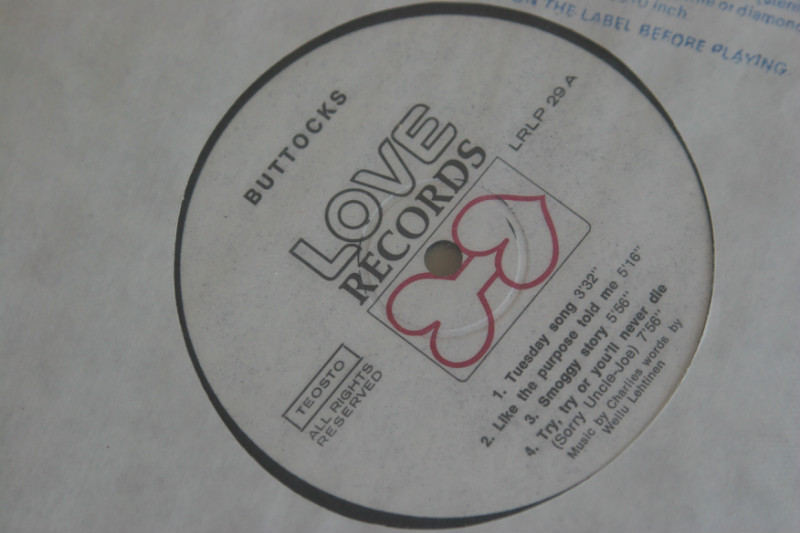 10 inch
ON THE LABEL BEFORE PLAYING.
BUTTOCKS
LOVE
RECORDS
LRLP 29 A
TEOSTO
ALL RIGHTS
RESERVED
1. Tuesday song 3'32"
2. Like the purpose told me 5'16"
3. Smoggy story 5'56"
4. Try, try or you'll never die
(Sorry Uncle-Joe) 7'56"
Music by Charlies words by
Wellu Lehtinen